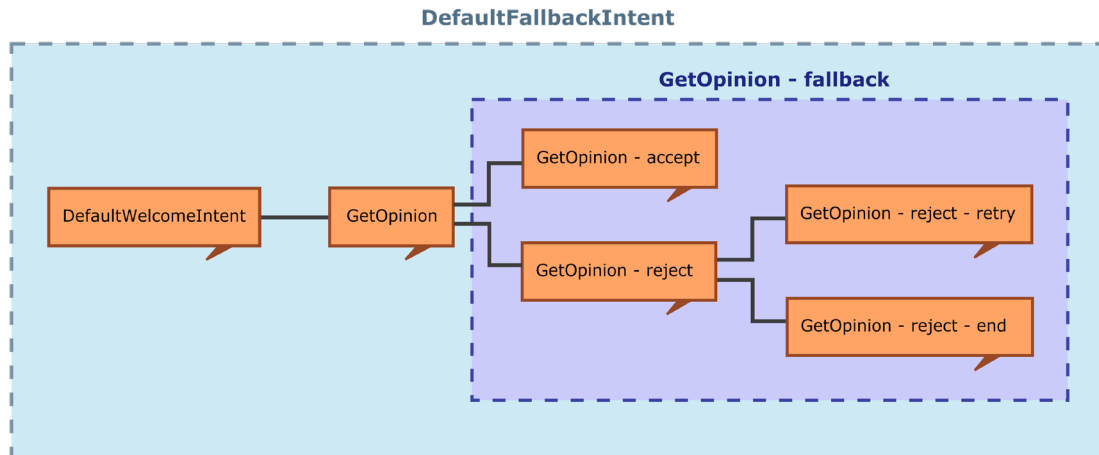 DefaultFallbackIntent
GetOpinion - fallback
GetOpinion - accept
DefaultWelcomeIntent
GetOpinion
GetOpinion - reject - retry
GetOpinion - reject
GetOpinion - reject - end